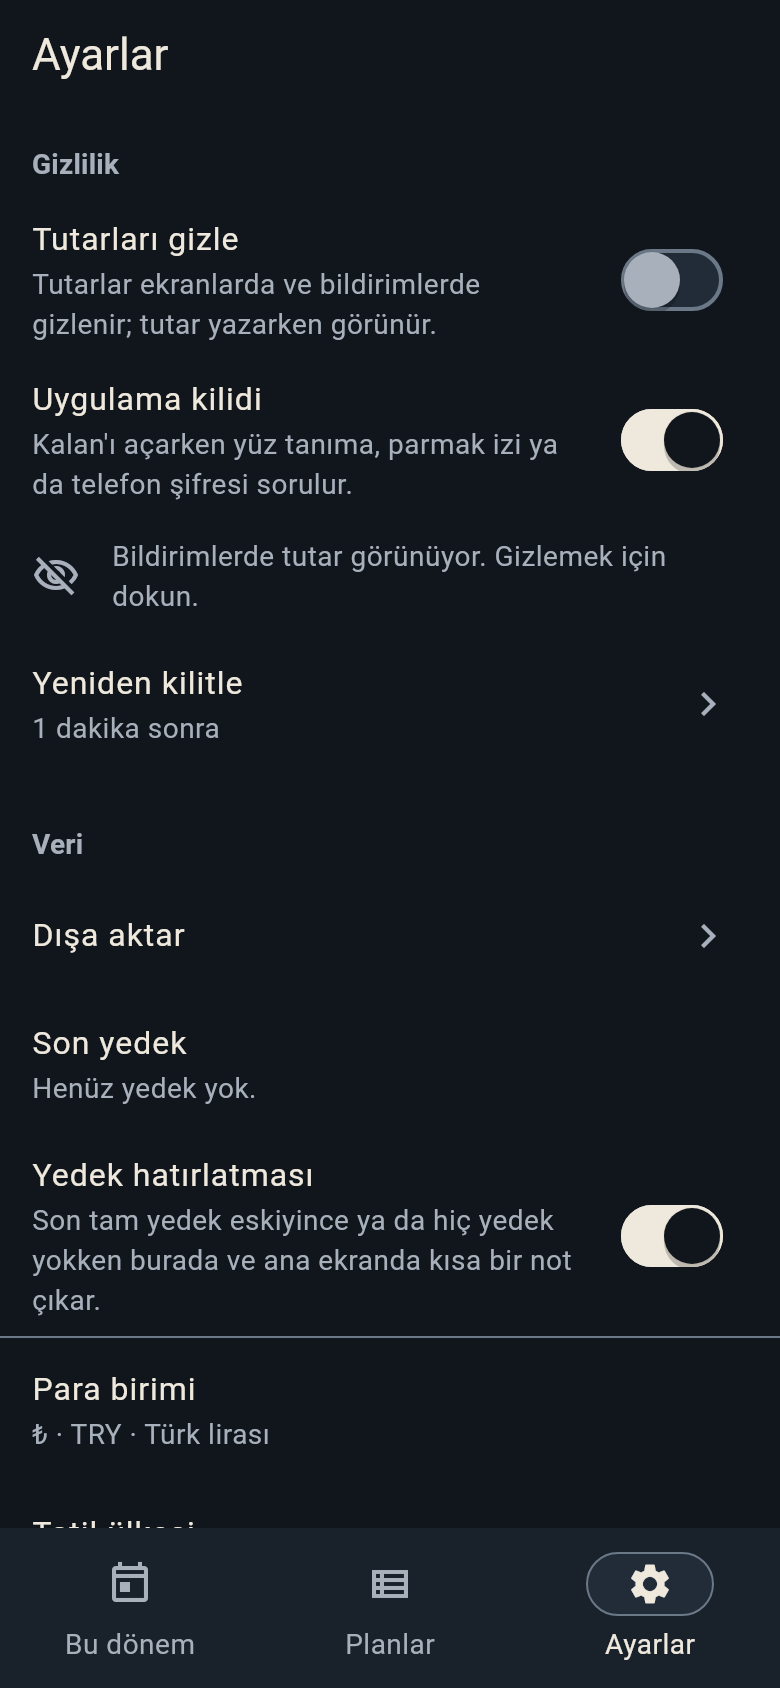 Ayarlar
Gizlilik
Tutarları gizle
Tutarlar ekranlarda ve bildirimlerde
gizlenir; tutar yazarken görünür.
Uygulama kilidi
Kalan'ı açarken yüz tanıma, parmak izi ya
da telefon şifresi sorulur.
Bildirimlerde tutar görünüyor. Gizlemek için
dokun.
Yeniden kilitle
1 dakika sonra
Veri
Dışa aktar
Son yedek
Henüz yedek yok.
Yedek hatırlatması
Son tam yedek eskiyince ya da hiç yedek
yokken burada ve ana ekranda kısa bir not
çıkar.
Para birimi
₺ · TRY · Türk lirası
Tatil ülkesi
Bu dönem
Planlar
Ayarlar